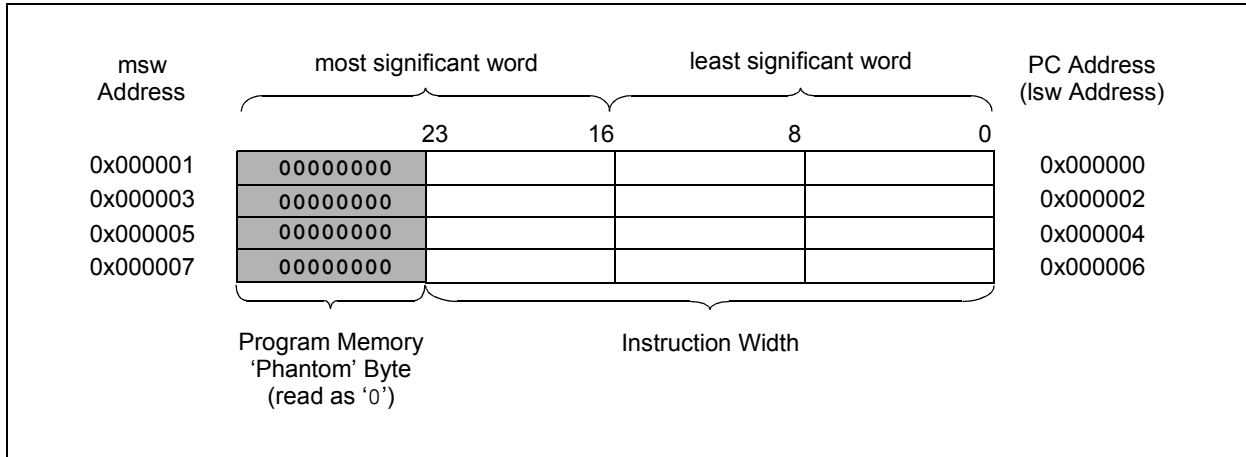 msw
Address
most significant word
least significant word
PC Address
(lsw Address)
23 16 8 0
0x000001 00000000 0x000000
0x000003 00000000 0x000002
0x000005 00000000 0x000004
0x000007 00000000 0x000006
Program Memory
‘Phantom’ Byte
(read as ‘0’)
Instruction Width